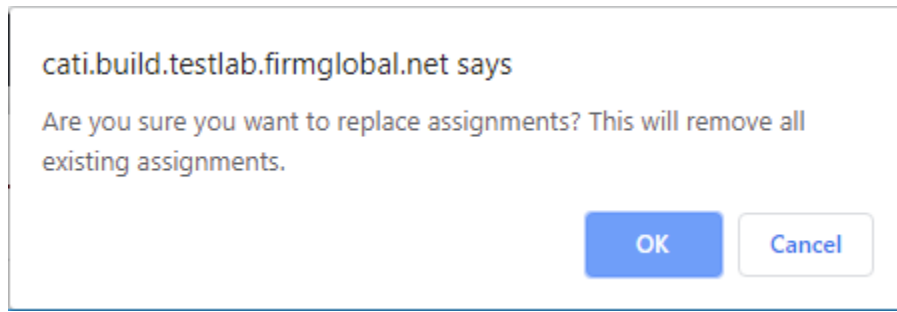 cati.build.testlab.firmglobal.net says
Are you sure you want to replace assignments? This will remove all
existing assignments.
OK
Cancel